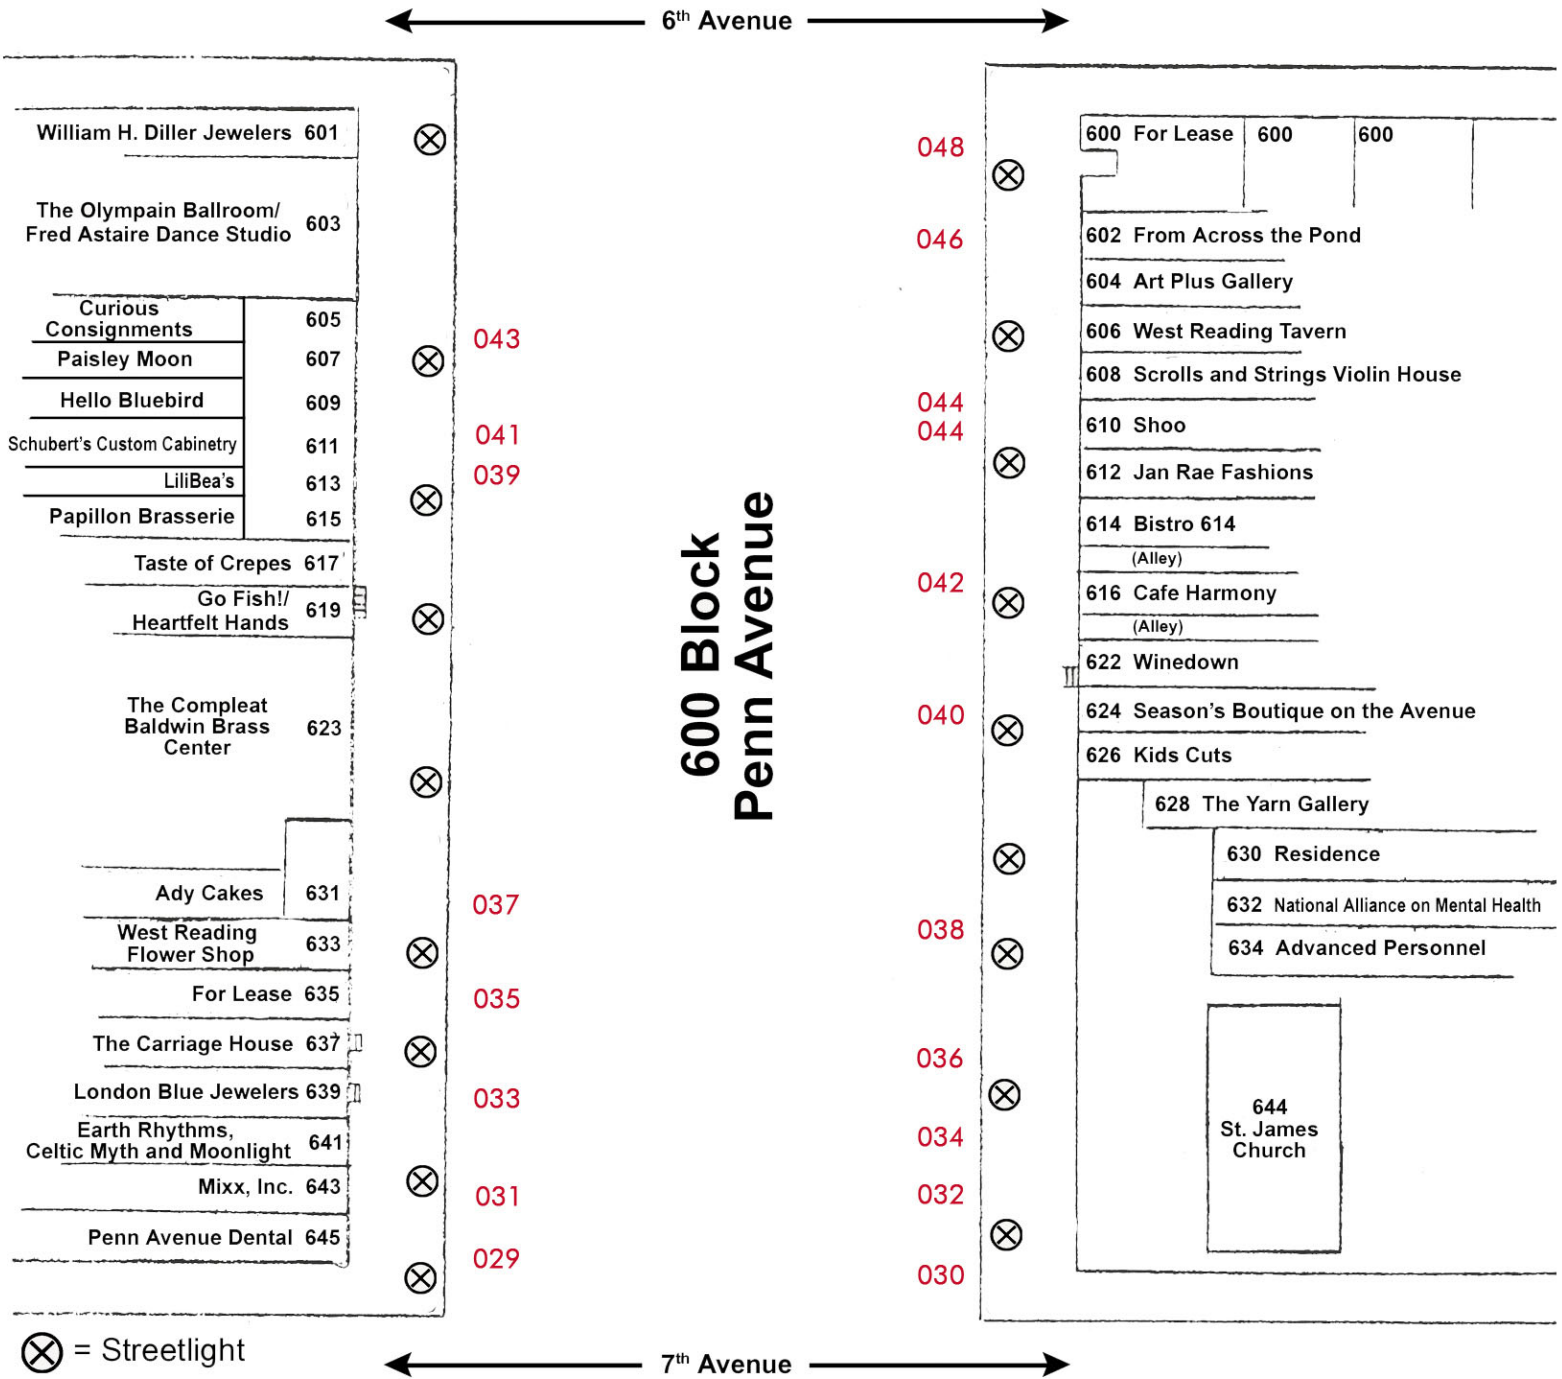 6th Avenue
William H. Diller Jewelers 601
The Olympain Ballroom/
Fred Astaire Dance Studio 603
Curious
Consignments 605
Paisley Moon 607
Hello Bluebird 609
Schubert's Custom Cabinetry 611
LiliBea's 613
Papillon Brasserie 615
Taste of Crepes 617
Go Fish!/
Heartfelt Hands 619
The Compleat
Baldwin Brass
Center 623
Ady Cakes 631
West Reading
Flower Shop 633
For Lease 635
The Carriage House 637
London Blue Jewelers 639
Earth Rhythms,
Celtic Myth and Moonlight 641
Mixx, Inc. 643
Penn Avenue Dental 645
043
041
039
037
035
033
031
029
600 Block
Penn Avenue
048
046
044
044
042
040
038
036
034
032
030
600 For Lease 600 600
602 From Across the Pond
604 Art Plus Gallery
606 West Reading Tavern
608 Scrolls and Strings Violin House
610 Shoo
612 Jan Rae Fashions
614 Bistro 614
(Alley)
616 Cafe Harmony
(Alley)
622 Winedown
624 Season's Boutique on the Avenue
626 Kids Cuts
628 The Yarn Gallery
630 Residence
632 National Alliance on Mental Health
634 Advanced Personnel
644
St. James
Church
= Streetlight
7th Avenue